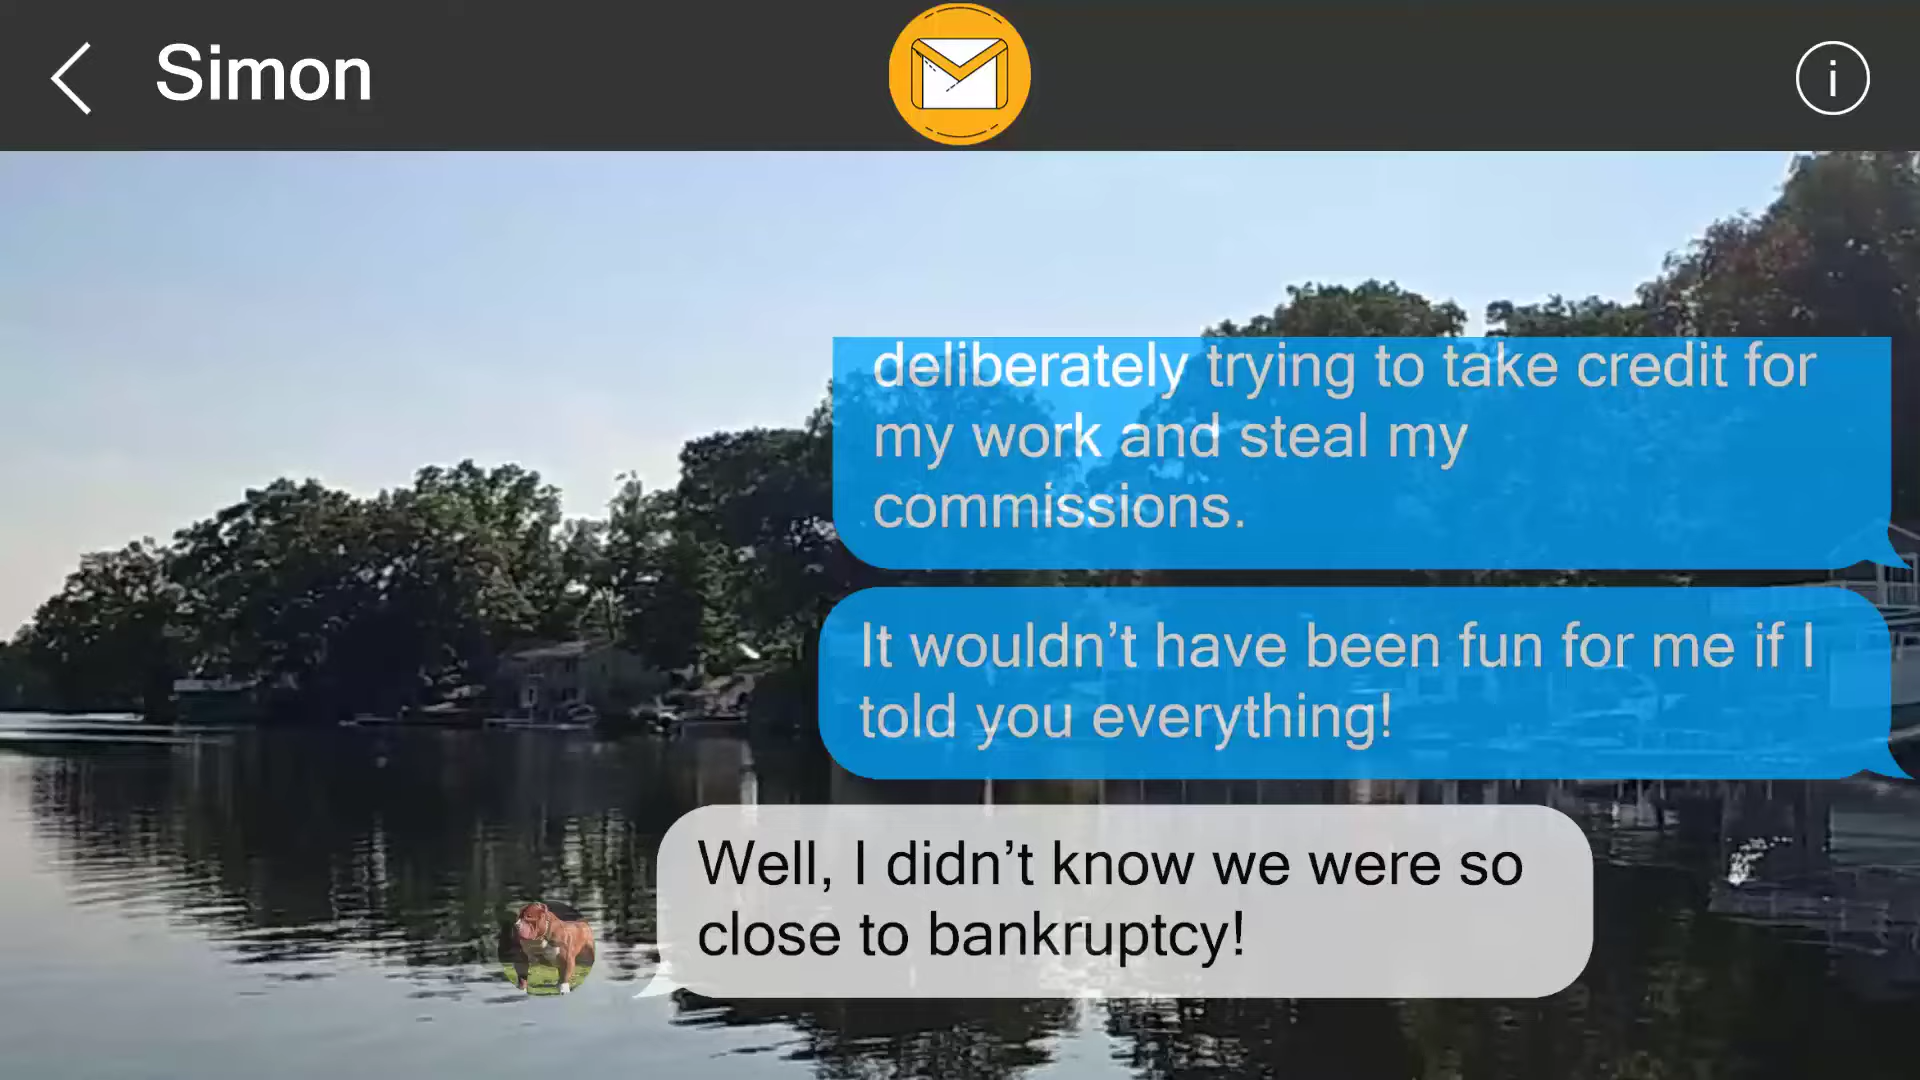 Simon
i
deliberately trying to take credit for
my work and steal my
commissions.
It wouldn’t have been fun for me if I
told you everything!
Well, I didn’t know we were so
close to bankruptcy!